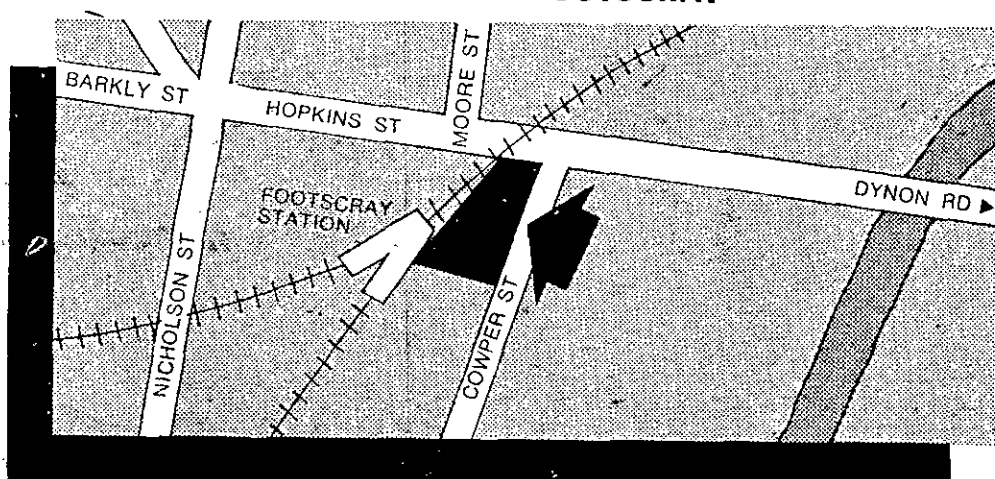 BARKLY ST
HOPKINS ST
MOORE ST
FOOTSCRAY
STATION
DYNON RD ▶
NICHOLSON ST
COWPER ST